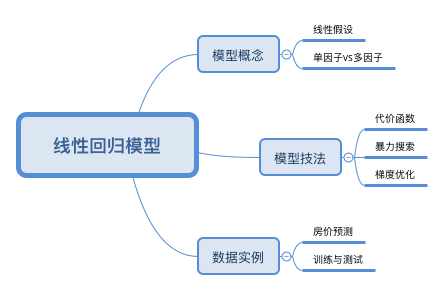 线性回归模型
模型概念
线性假设
单因子vs多因子
模型技法
代价函数
暴力搜索
梯度优化
数据实例
房价预测
训练与测试